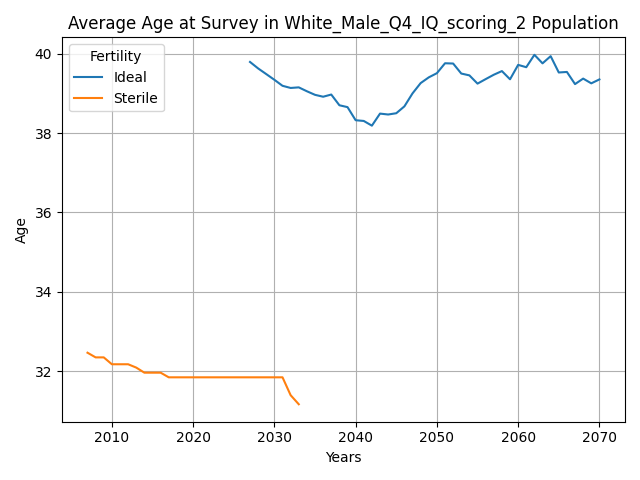 Average Age at Survey in White_Male_Q4_IQ_scoring_2 Population
Fertility
Ideal
Sterile
40
38
36
34
32
Age
2010 2020 2030 2040 2050 2060 2070
Years